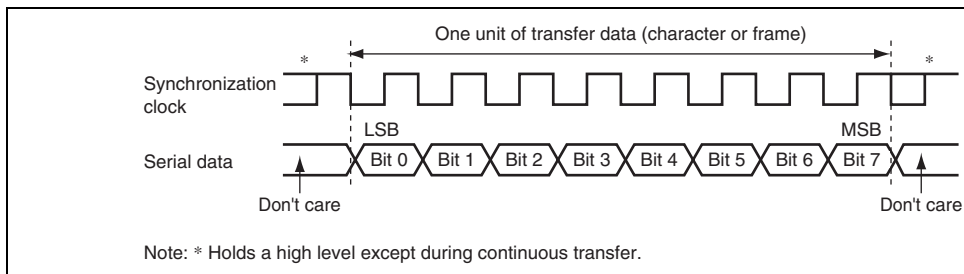 One unit of transfer data (character or frame)
* *
Synchronization
clock
LSB MSB
Serial data Bit 0 Bit 1 Bit 2 Bit 3 Bit 4 Bit 5 Bit 6 Bit 7
Don't care Don't care
Note: * Holds a high level except during continuous transfer.